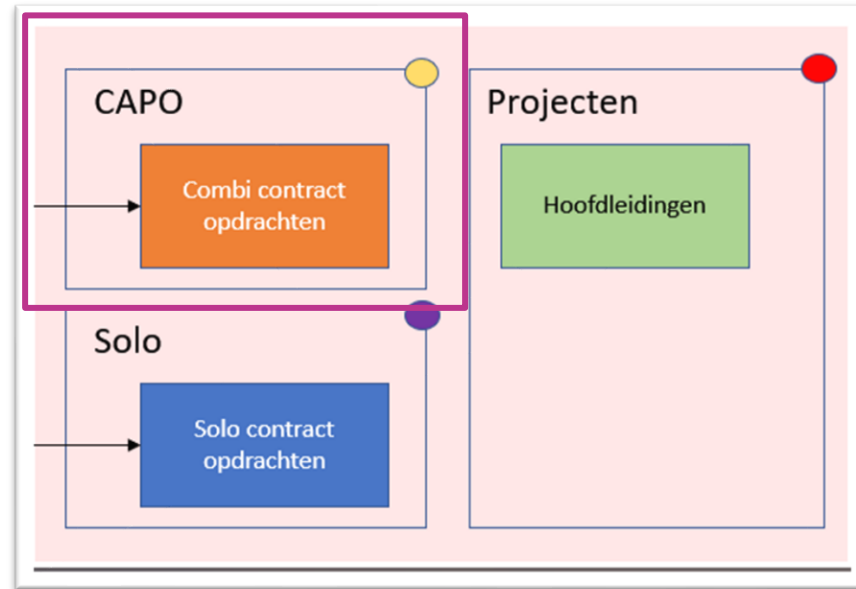 CAPO
Combi contract
opdrachten
Projecten
Hoofdleidingen
Solo
Solo contract
opdrachten